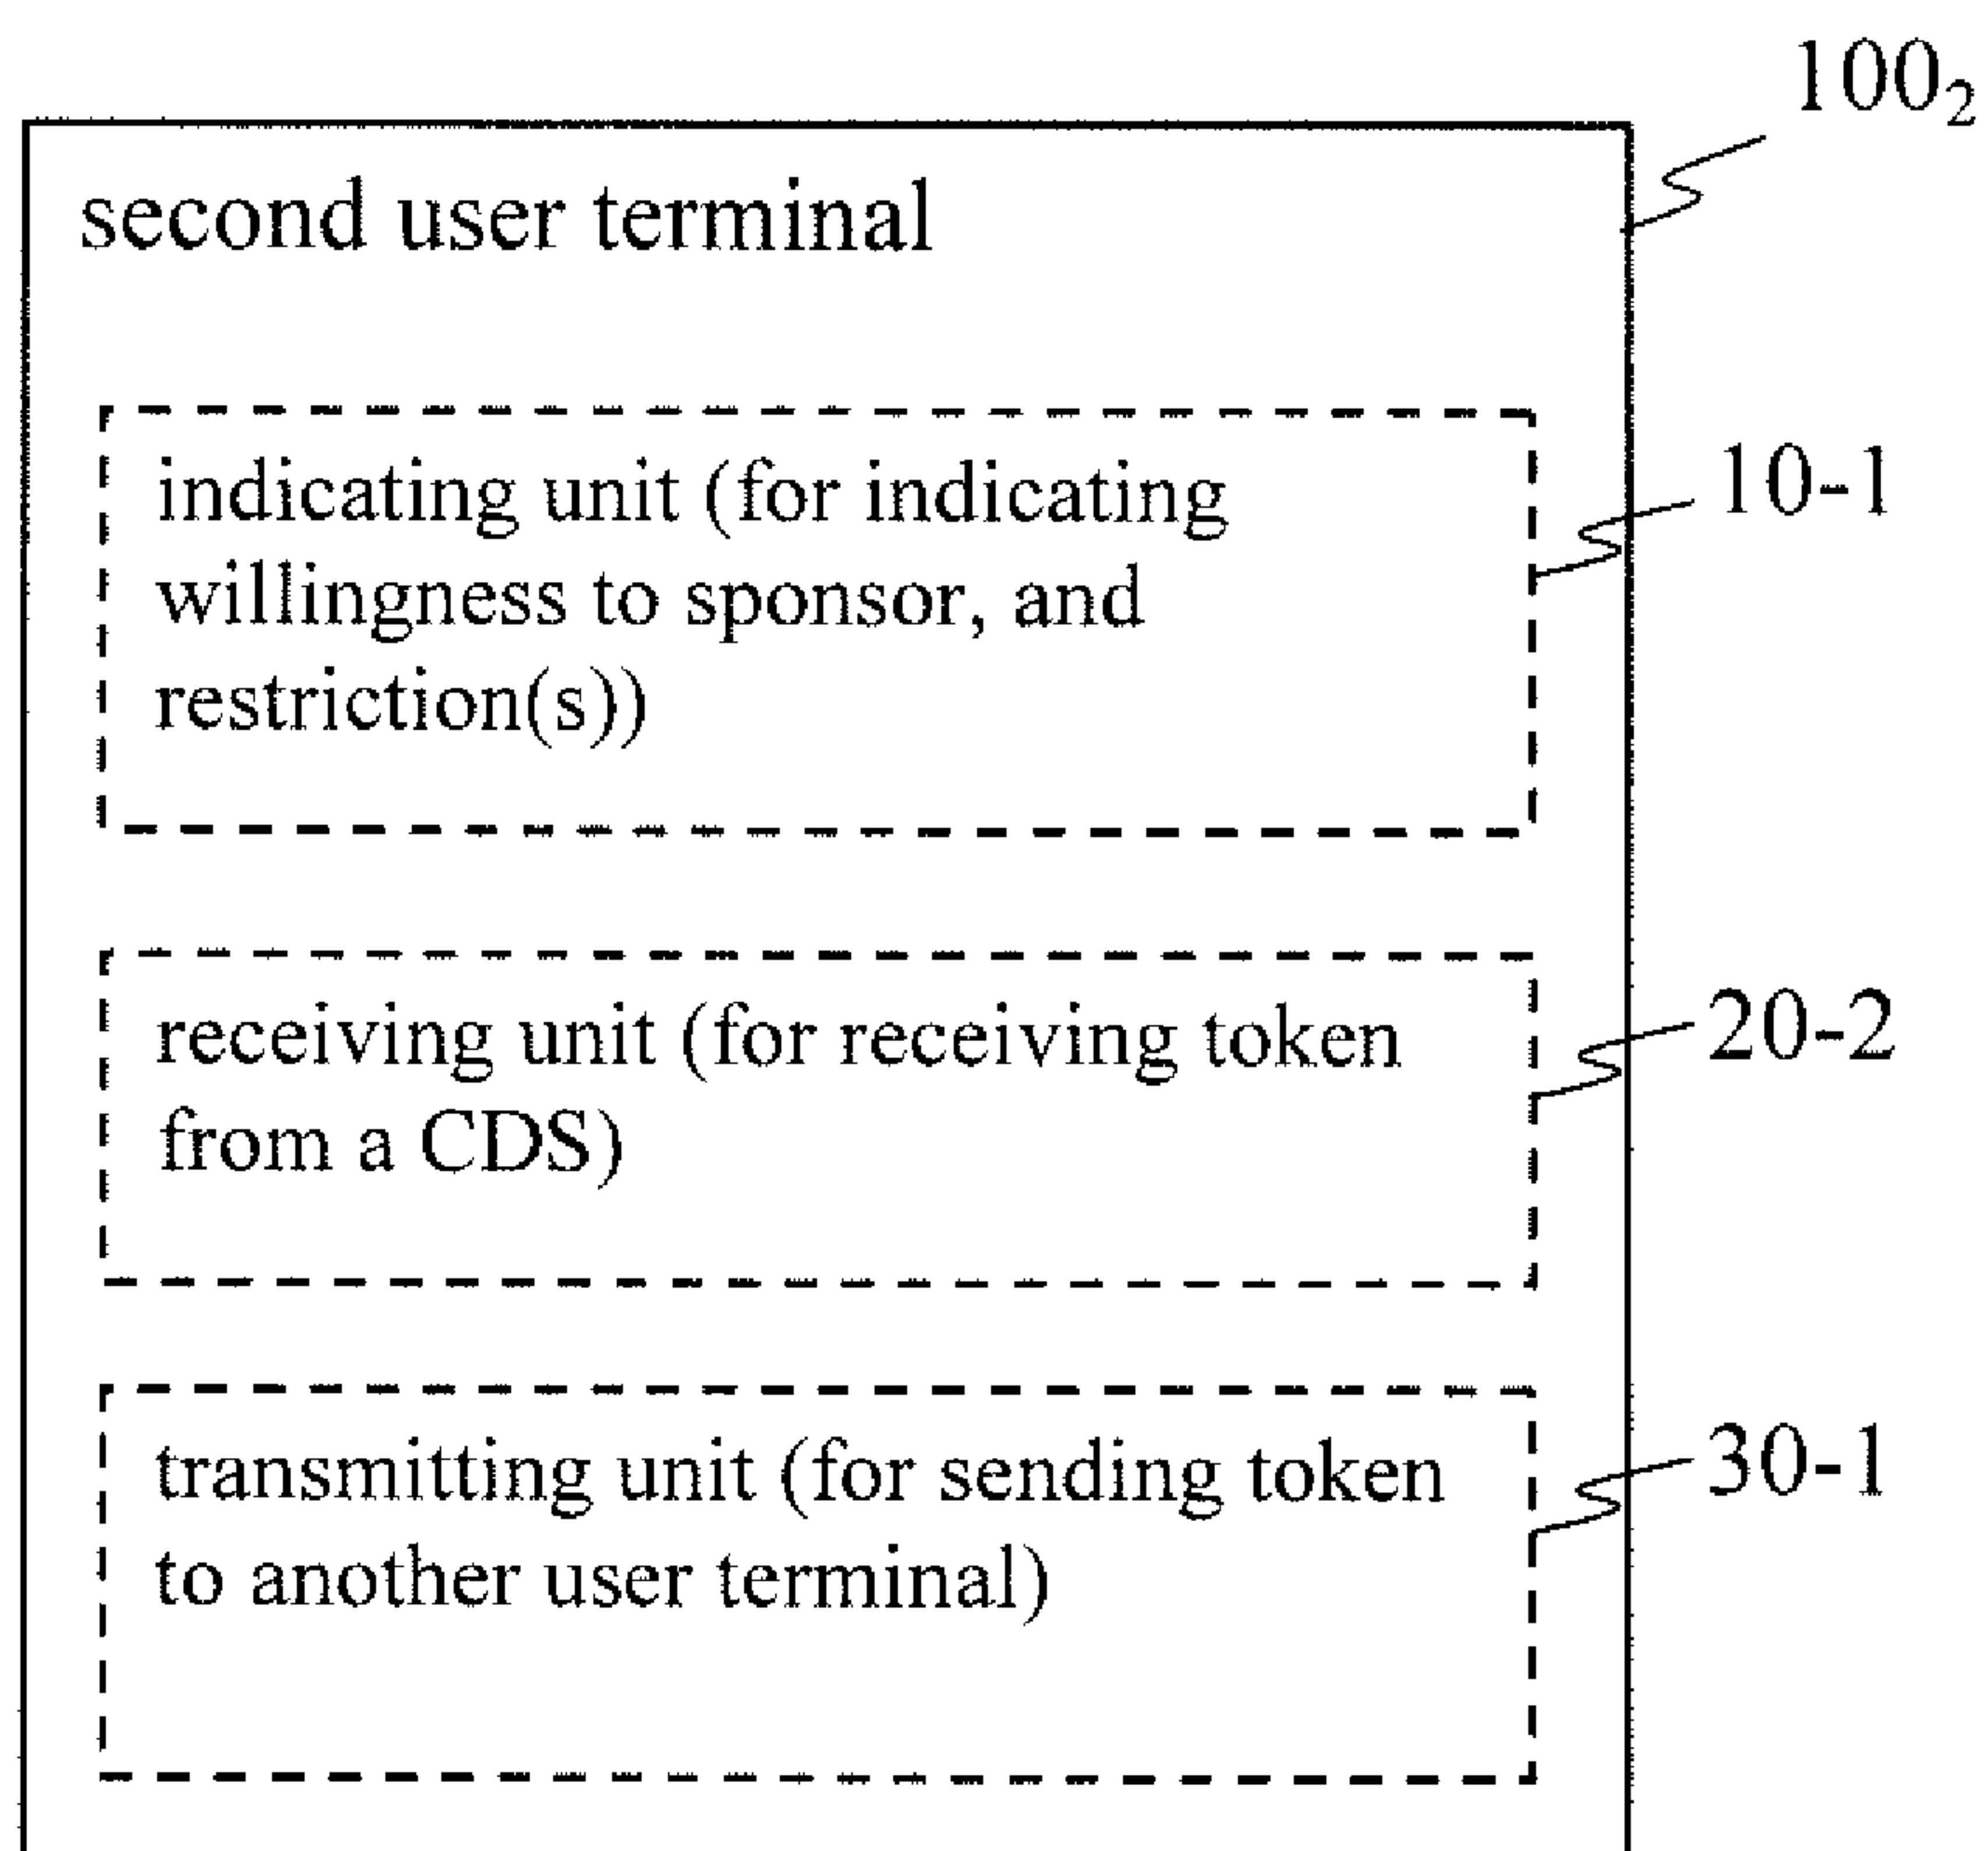 100₂
second user terminal
indicating unit (for indicating
willingness to sponsor, and
restriction(s))
10-1
receiving unit (for receiving token
from a CDS)
20-2
transmitting unit (for sending token
to another user terminal)
30-1